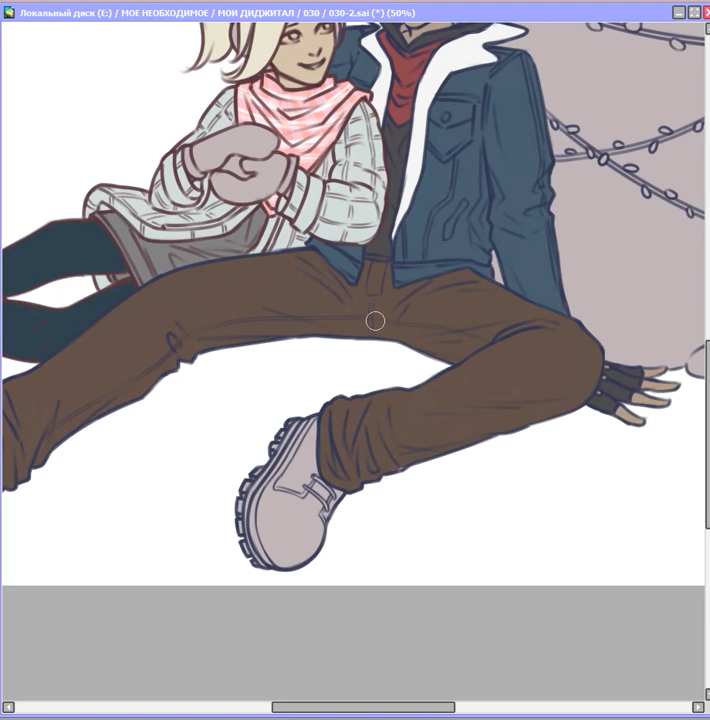 Локальный диск (E:) / МОЕ НЕОБХОДИМОЕ / МОИ ДИДЖИТАЛ / 030 / 030-2.sai (*) (50%)